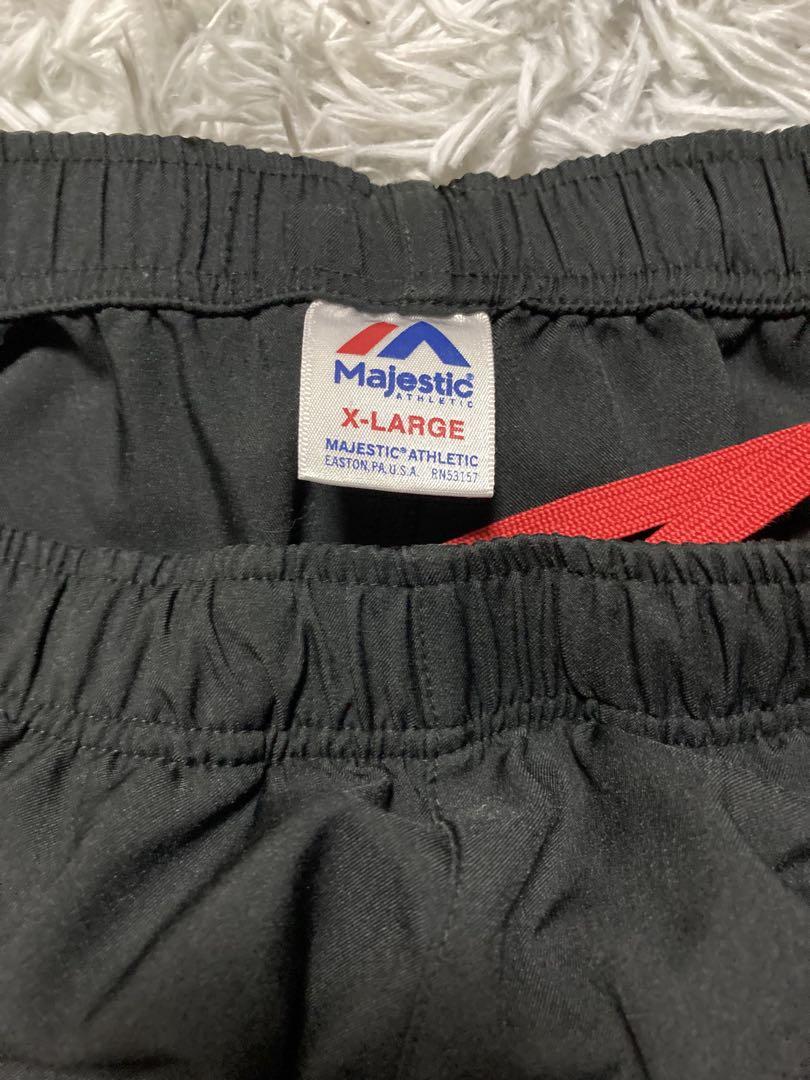 Majestic®
ATHLETIC
X-LARGE
MAJESTIC® ATHLETIC
EASTON, PA, U.S.A. RN53157